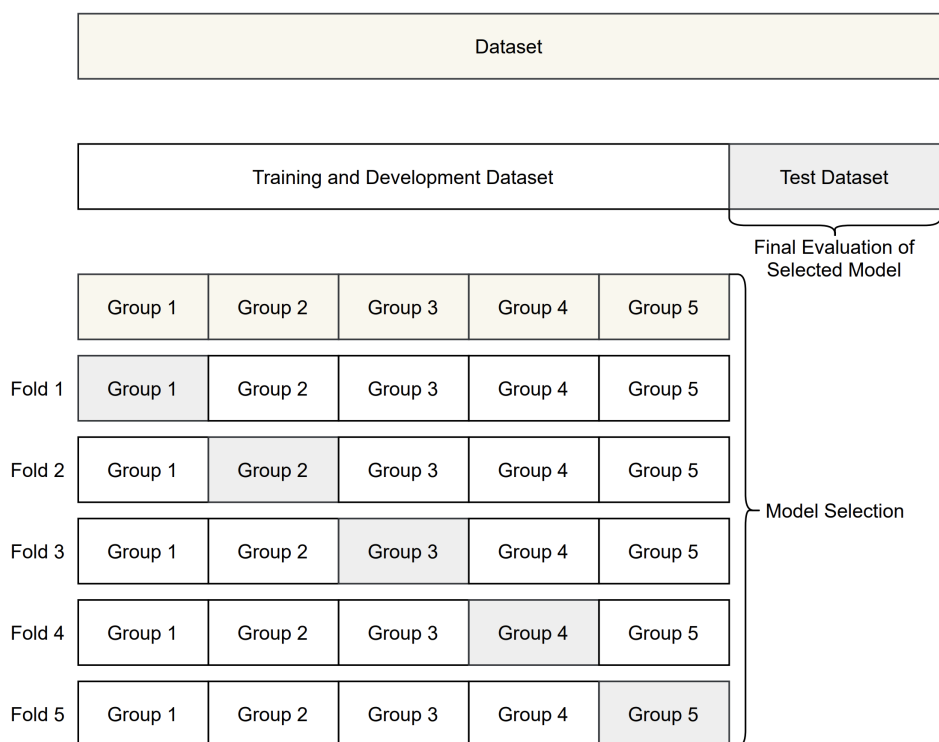 Dataset
Training and Development Dataset Test Dataset
Final Evaluation of
Selected Model
Group 1 Group 2 Group 3 Group 4 Group 5
Fold 1 Group 1 Group 2 Group 3 Group 4 Group 5
Fold 2 Group 1 Group 2 Group 3 Group 4 Group 5
Model Selection
Fold 3 Group 1 Group 2 Group 3 Group 4 Group 5
Fold 4 Group 1 Group 2 Group 3 Group 4 Group 5
Fold 5 Group 1 Group 2 Group 3 Group 4 Group 5